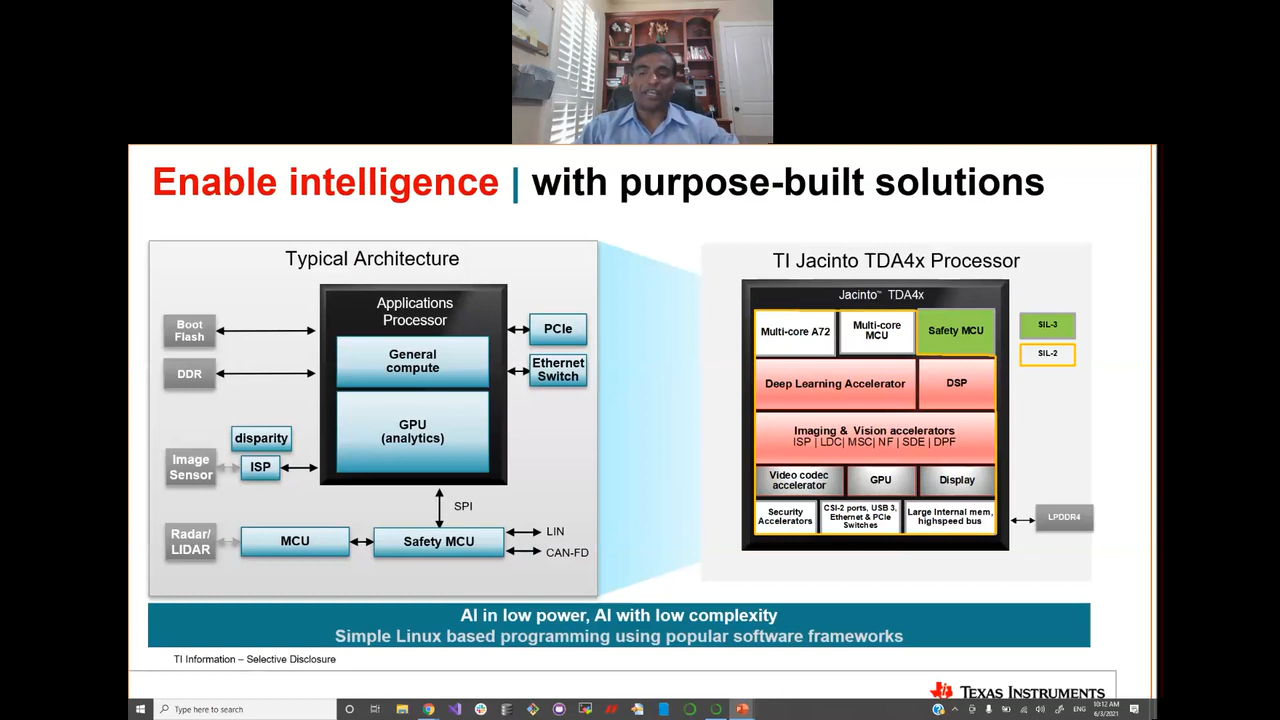 Enable intelligence | with purpose-built solutions
Typical Architecture
Applications
Processor
General
compute
GPU
(analytics)
Boot
Flash
DDR
disparity
Image
Sensor
ISP
PCIe
Ethernet
Switch
SPI
Radar/
LIDAR
MCU
Safety MCU
LIN
CAN-FD
TI Jacinto TDA4x Processor
Jacinto™ TDA4x
Multi-core A72
Multi-core
MCU
Safety MCU
Deep Learning Accelerator
DSP
Imaging & Vision accelerators
ISP | LDC| MSC| NF | SDE | DPF
Video codec
accelerator
GPU
Display
Security
Accelerators
CSI-2 ports, USB 3,
Ethernet & PCIe
Switches
Large Internal mem,
highspeed bus
SIL-3
SIL-2
LPDDR4
AI in low power, AI with low complexity
Simple Linux based programming using popular software frameworks
TI Information – Selective Disclosure
TEXAS INSTRUMENTS
Type here to search
ENG
10:12 AM
6/3/2021